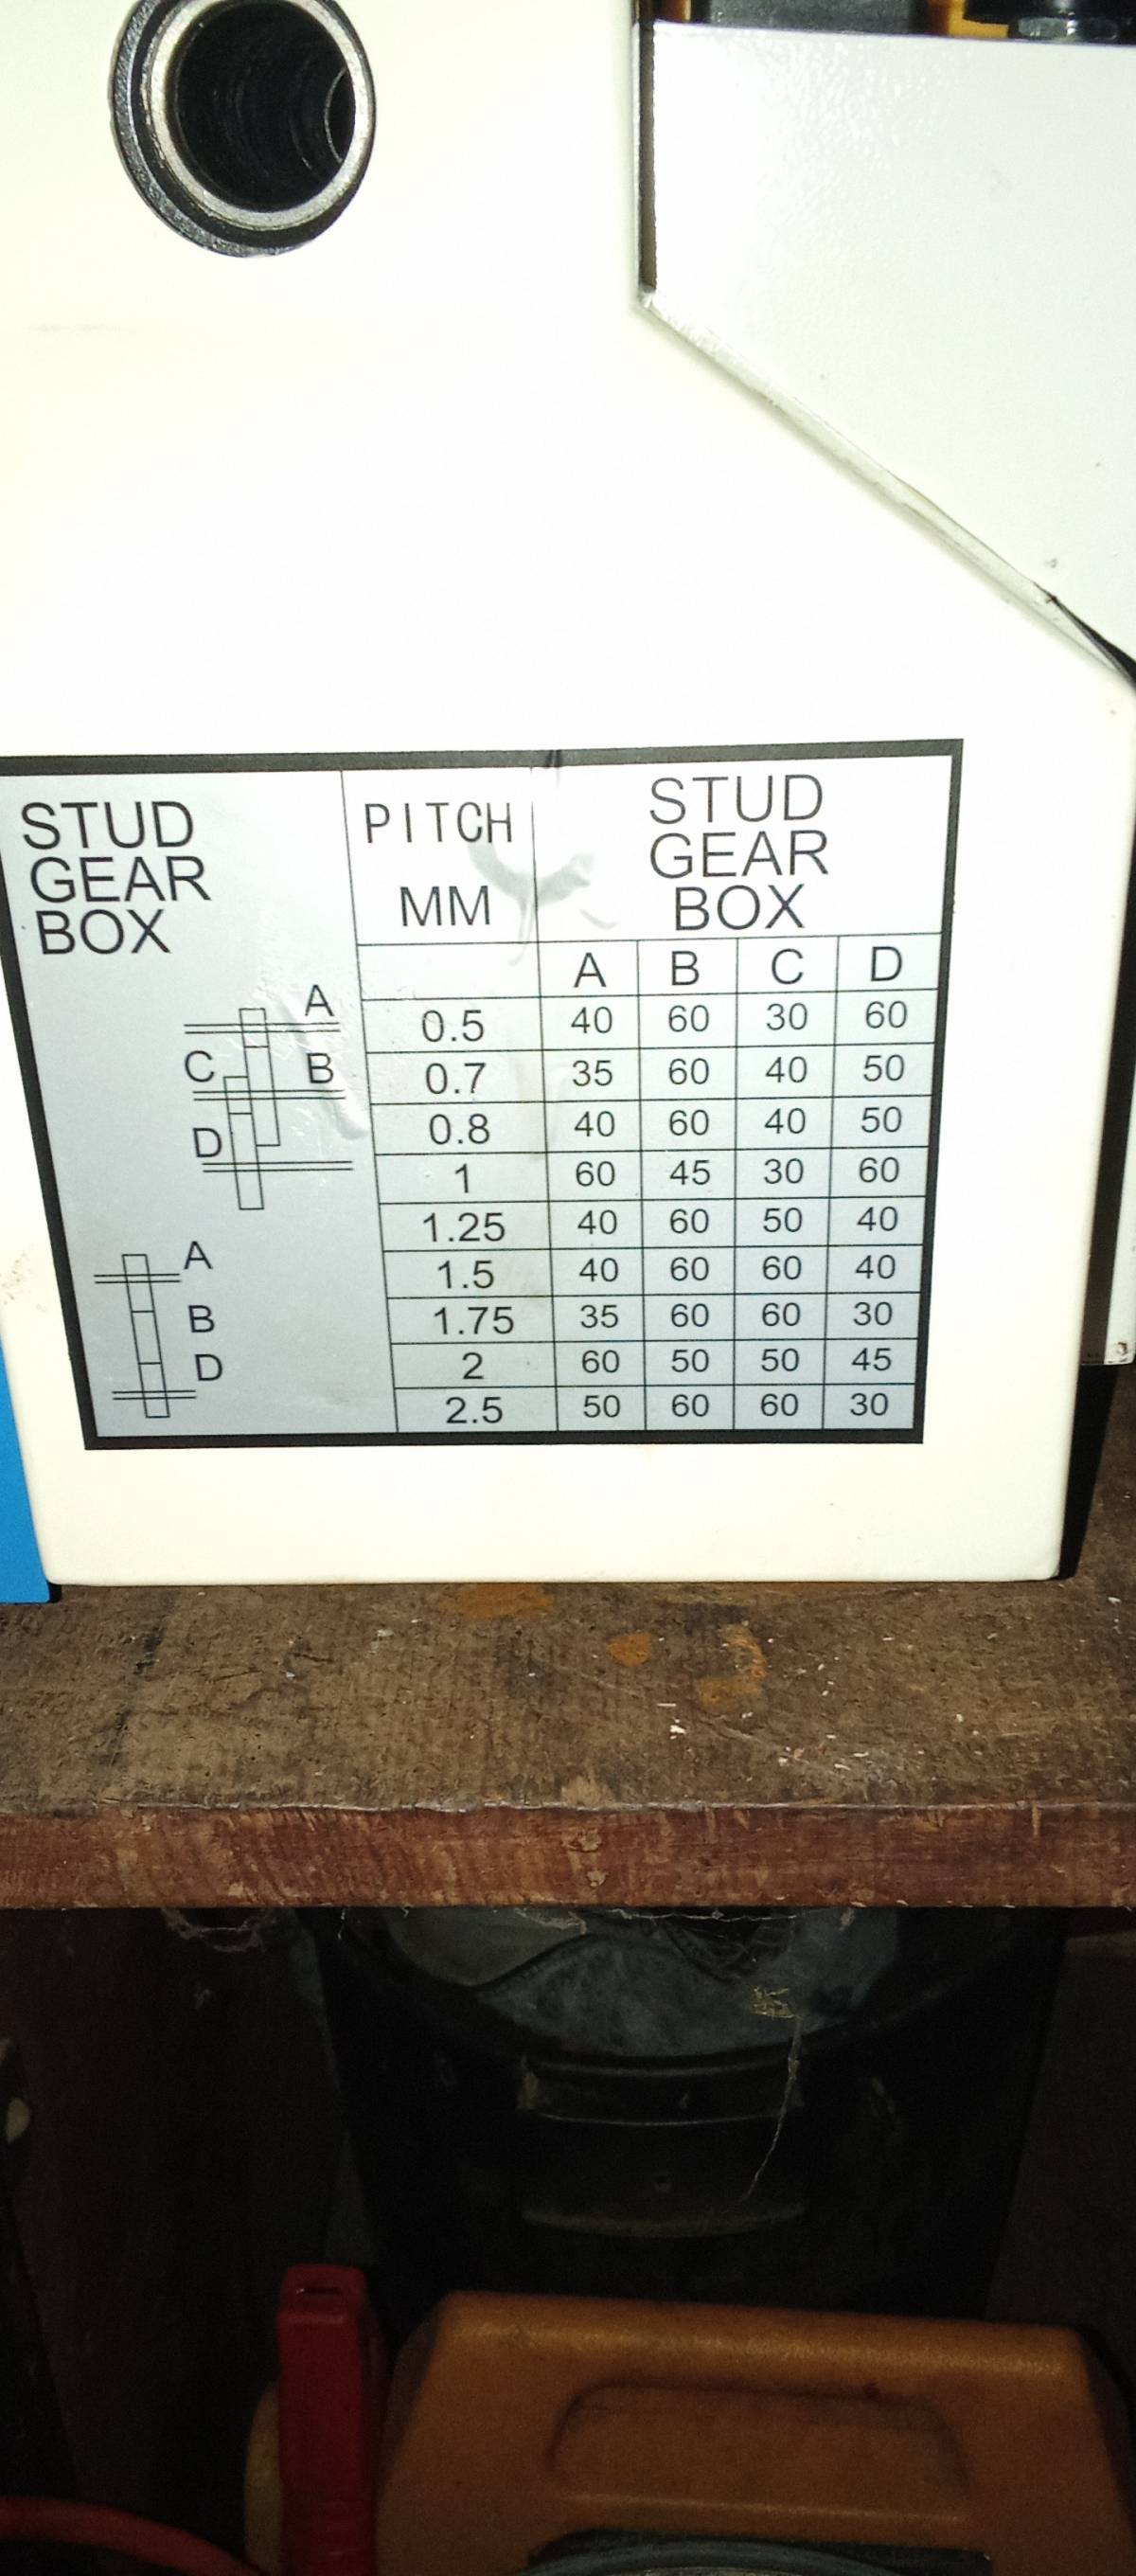 STUD
GEAR
BOX
A
C B
D
A
B
D
PITCH
MM
STUD
GEAR
BOX
A B C D
0.5 40 60 30 60
0.7 35 60 40 50
0.8 40 60 40 50
1 60 45 30 60
1.25 40 60 50 40
1.5 40 60 60 40
1.75 35 60 60 30
2 60 50 50 45
2.5 50 60 60 30